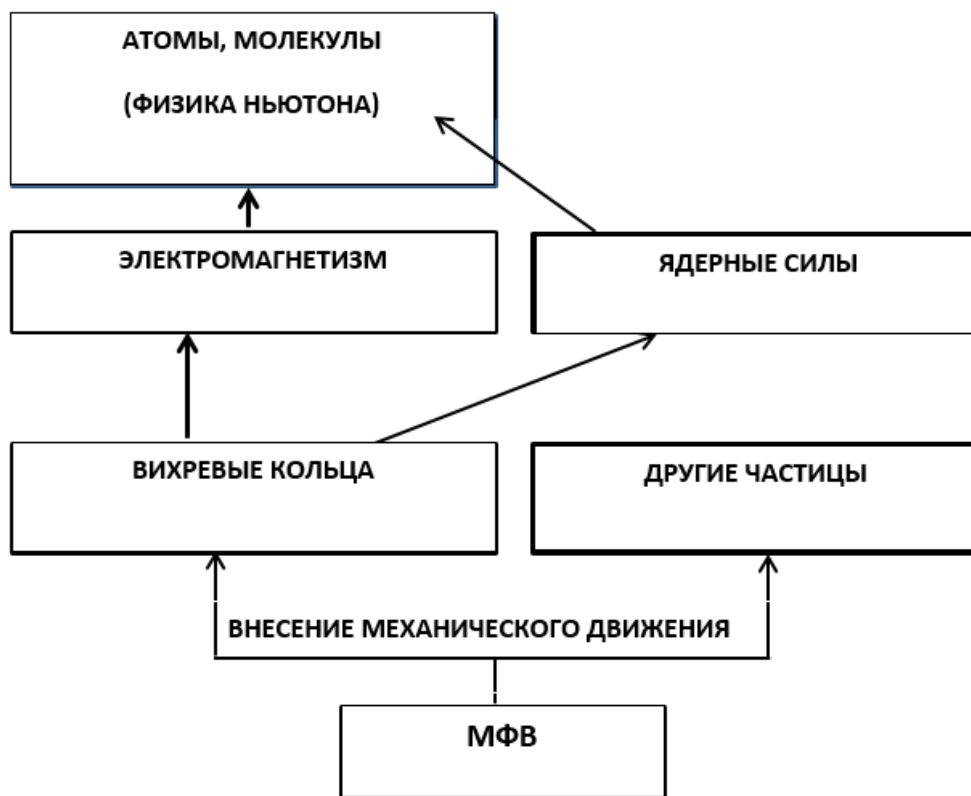 АТОМЫ, МОЛЕКУЛЫ
(ФИЗИКА НЬЮТОНА)
ЭЛЕКТРОМАГНЕТИЗМ
ЯДЕРНЫЕ СИЛЫ
ВИХРЕВЫЕ КОЛЬЦА
ДРУГИЕ ЧАСТИЦЫ
ВНЕСЕНИЕ МЕХАНИЧЕСКОГО ДВИЖЕНИЯ
МФВ